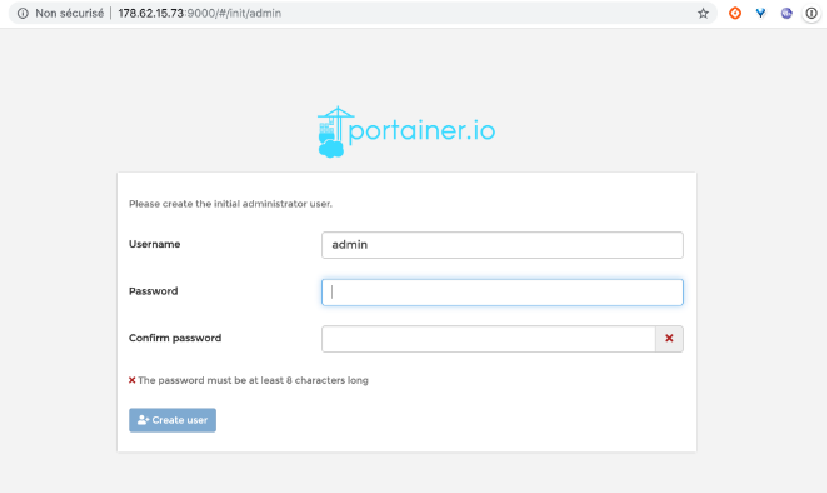 Non sécurisé | 178.62.15.73:9000/#/init/admin
portainer.io
Please create the initial administrator user.
Username
admin
Password
Confirm password
The password must be at least 8 characters long
Create user